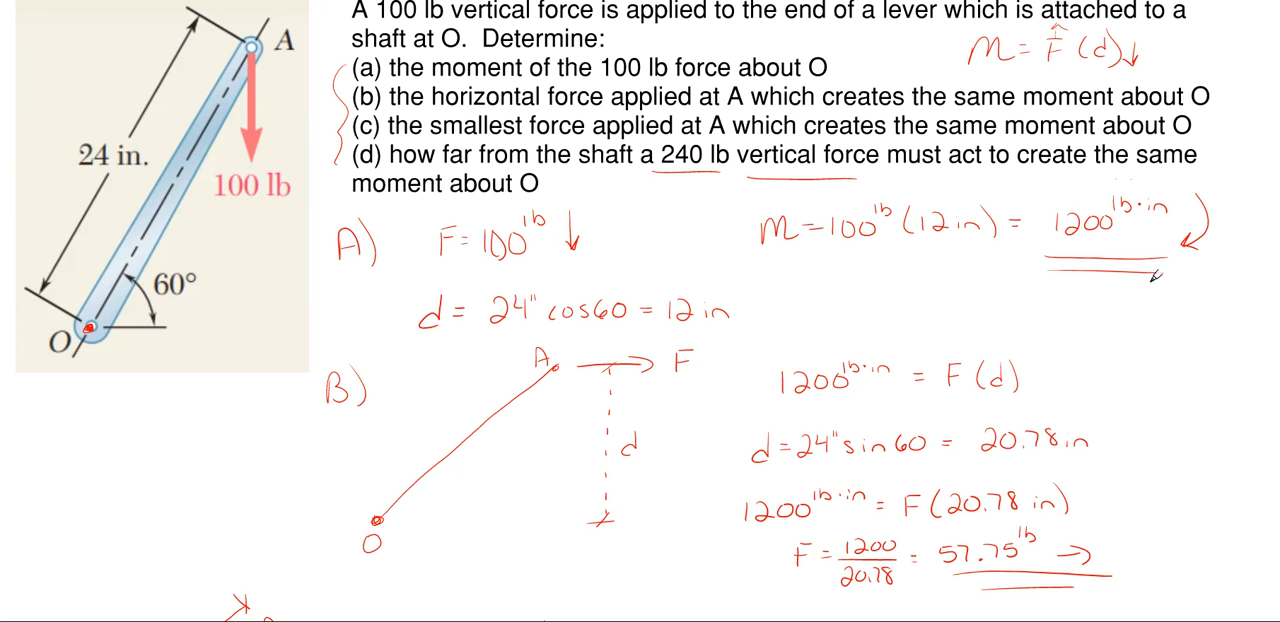 A 100 lb vertical force is applied to the end of a lever which is attached to a
shaft at O. Determine:
(a) the moment of the 100 lb force about O
(b) the horizontal force applied at A which creates the same moment about O
(c) the smallest force applied at A which creates the same moment about O
(d) how far from the shaft a 240 lb vertical force must act to create the same
moment about O
M = F (d)↓
A
24 in.
100 lb
60°
O
A) F = 100 lb ↓
M = 100 lb (12 in) = 1200 lb·in
d = 24" cos60 = 12 in
B)
A
F
d
O
1200 lb·in = F (d)
d = 24" sin 60 = 20.78 in
1200 lb·in = F (20.78 in)
F = 1200 / 20.78 = 57.75 lb →